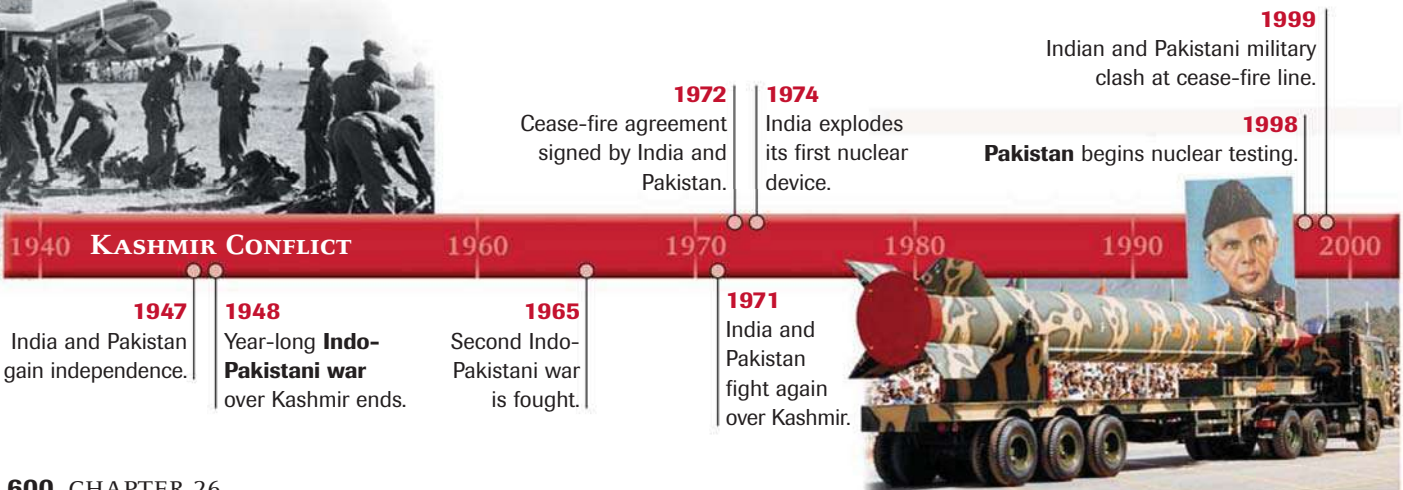 1999
Indian and Pakistani military
clash at cease-fire line.
1972
Cease-fire agreement
signed by India and
Pakistan.
1974
India explodes
its first nuclear
device.
1998
Pakistan begins nuclear testing.
1940 KASHMIR CONFLICT 1960 1970 1980 1990 2000
1947
India and Pakistan
gain independence.
1948
Year-long Indo-
Pakistani war
over Kashmir ends.
1965
Second Indo-
Pakistani war
is fought.
1971
India and
Pakistan
fight again
over Kashmir.
600 CHAPTER 26